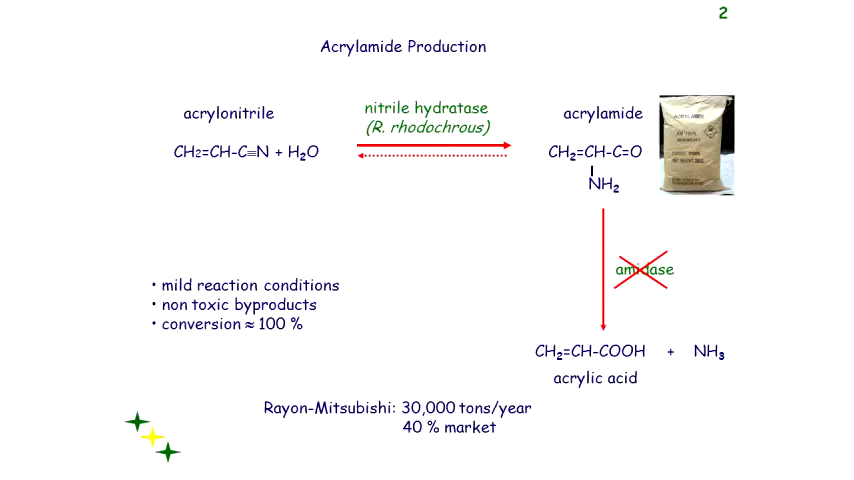 2
Acrylamide Production
acrylonitrile
nitrile hydratase
(R. rhodochrous)
acrylamide
CH2=CH-C≡N + H2O
CH2=CH-C=O
NH2
ACRYLAMIDE
amidase
• mild reaction conditions
• non toxic byproducts
• conversion ≈ 100 %
CH2=CH-COOH + NH3
acrylic acid
Rayon-Mitsubishi: 30,000 tons/year
40 % market